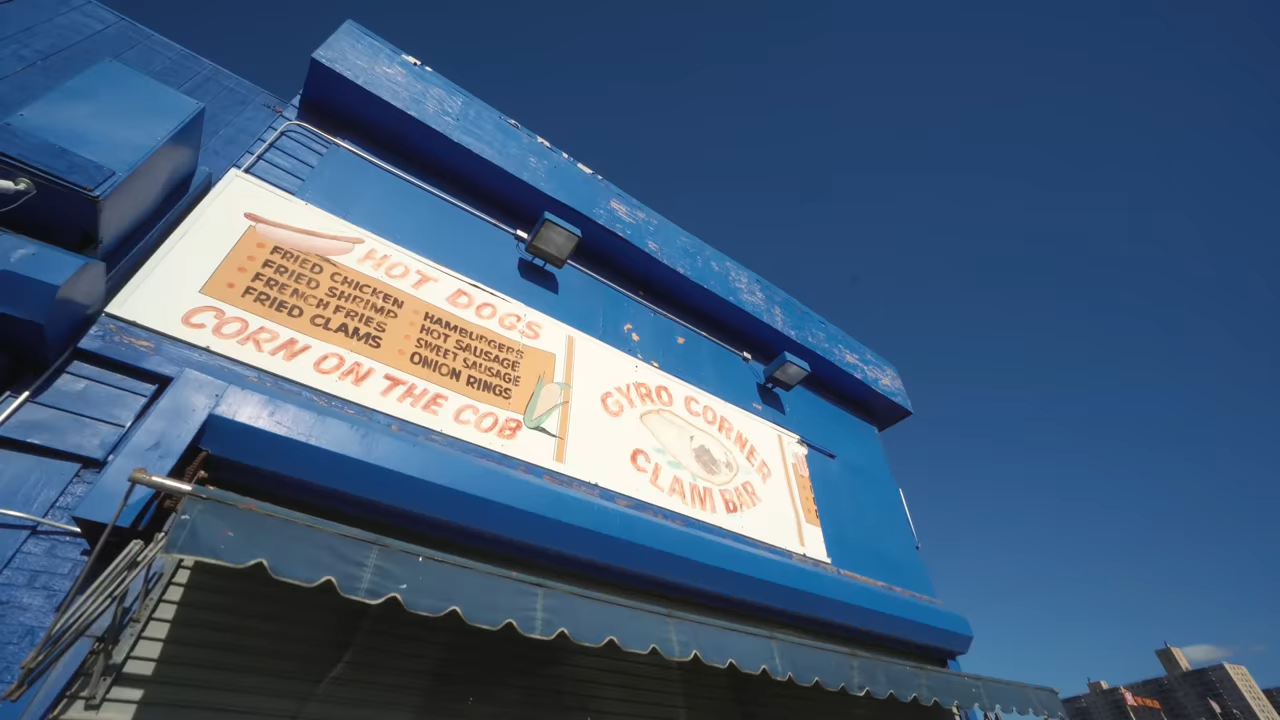 HOT DOGS
FRIED CHICKEN
FRIED SHRIMP
FRENCH FRIES
FRIED CLAMS
HAMBURGERS
HOT SAUSAGE
SWEET SAUSAGE
ONION RINGS
CORN ON THE COB
GYRO CORNER
CLAM BAR